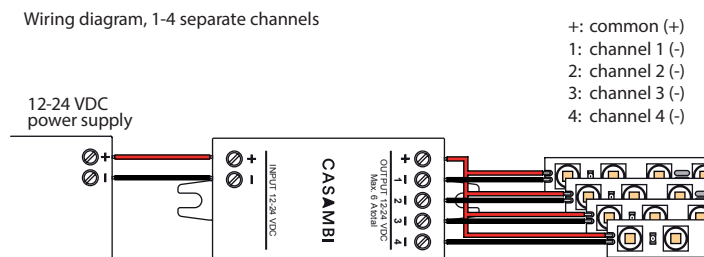 Wiring diagram, 1-4 separate channels
+: common (+)
1: channel 1 (-)
2: channel 2 (-)
3: channel 3 (-)
4: channel 4 (-)
12-24 VDC
power supply
+
-
+
-
INPUT 12-24 VDC
CASAMBI
OUTPUT 12-24 VDC
Max. 6 A total
+
1 -
2 -
3 -
4 -